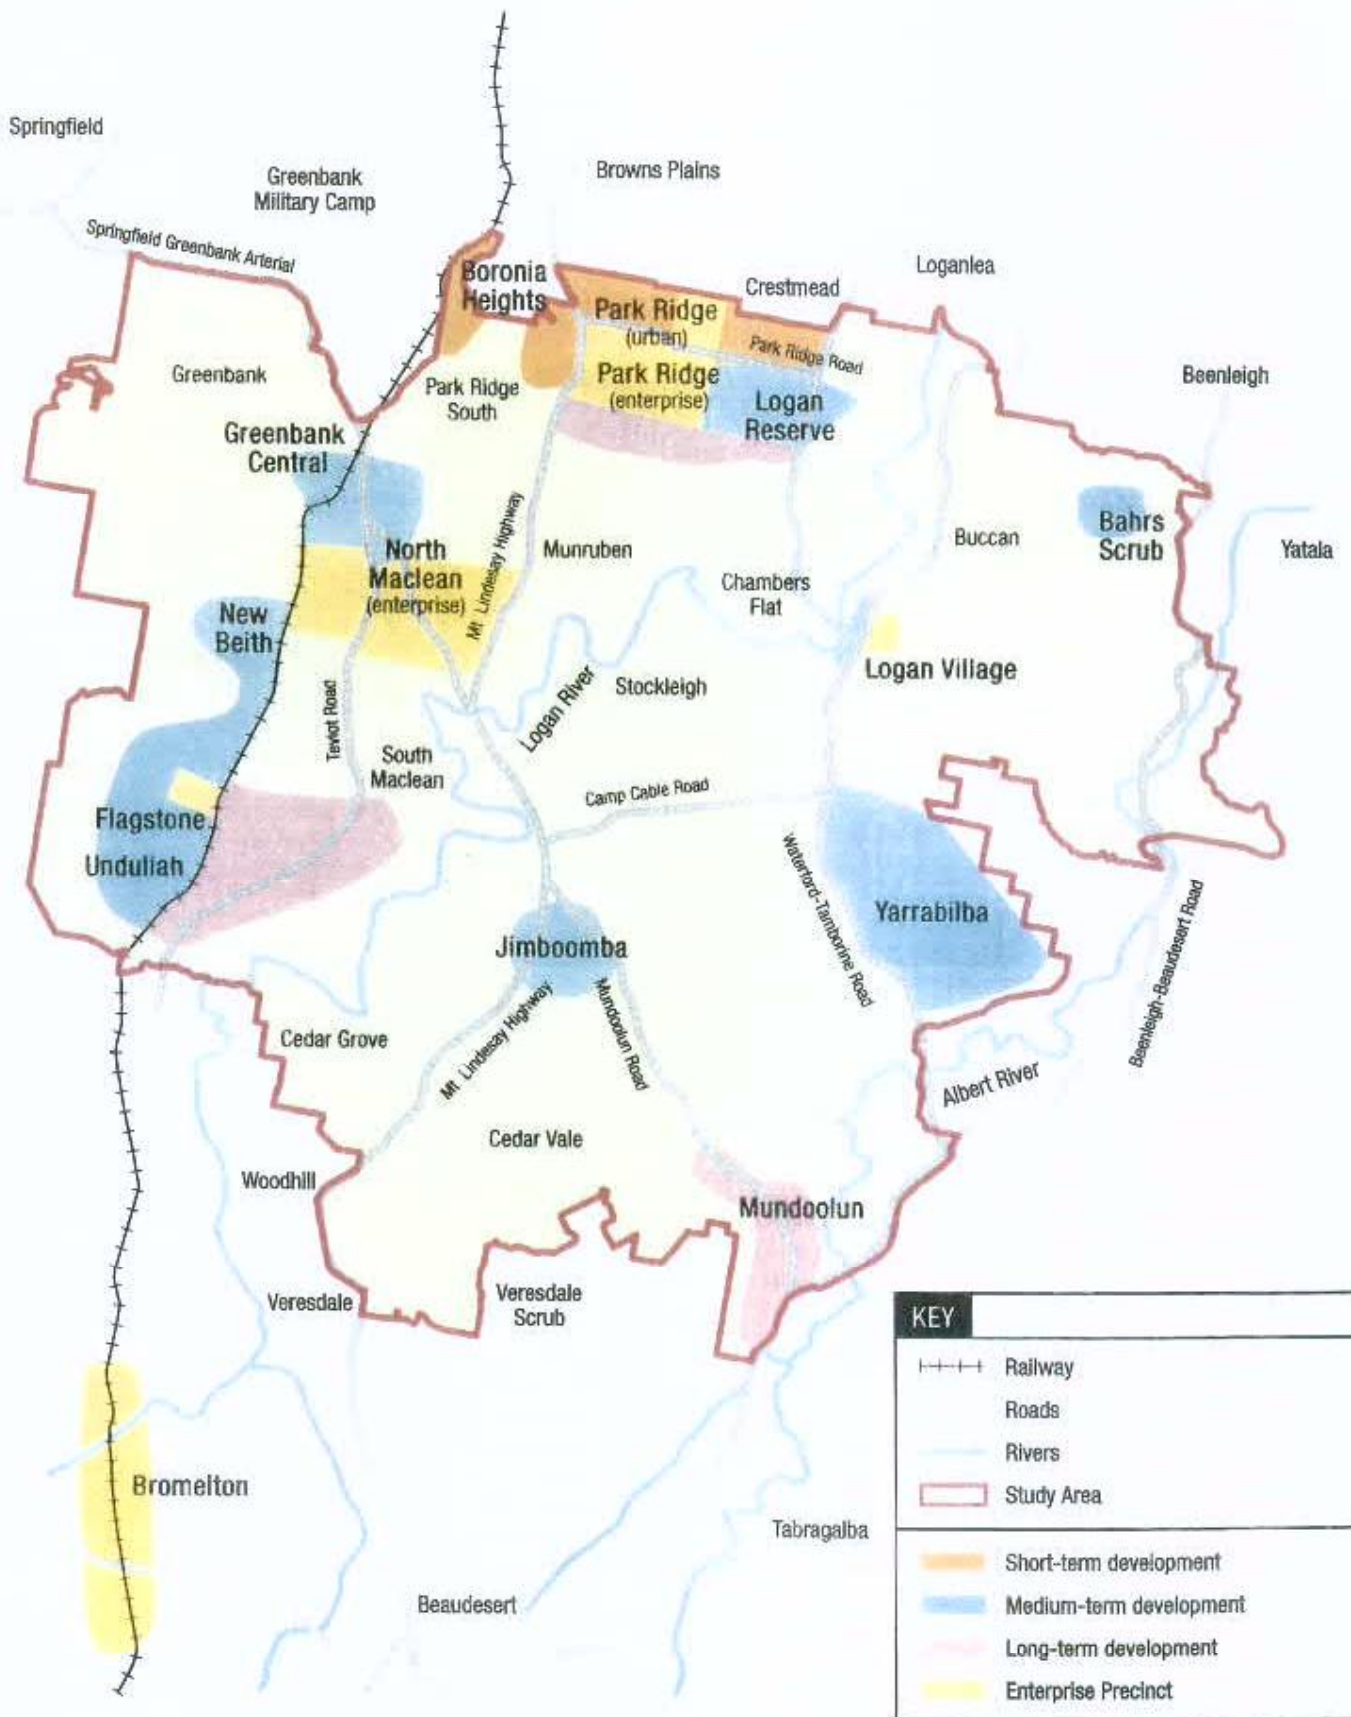 Springfield
Greenbank
Military Camp
Browns Plains
Springfield Greenbank Arterial
Loganlea
Boronia
Heights
Crestmead
Park Ridge
(urban)
Park Ridge Road
Greenbank
Park Ridge
South
Park Ridge
(enterprise)
Logan
Reserve
Beenleigh
Greenbank
Central
North
Maclean
(enterprise)
Mt. Lindesay Highway
Munruben
Buccan
Bahrs
Scrub
Yatala
Chambers
Flat
New
Beith
Logan Village
Stockleigh
Logan River
Teviot Road
South
Maclean
Camp Cable Road
Flagstone
Undullah
Waterford-Tamborine Road
Yarrabilba
Beenleigh-Beaudesert Road
Jimboomba
Mt. Lindesay Highway
Mundoolun Road
Cedar Grove
Albert River
Cedar Vale
Woodhill
Mundoolun
Veresdale
Veresdale
Scrub
Bromelton
Tabragalba
Beaudesert
KEY
Railway
Roads
Rivers
Study Area
Short-term development
Medium-term development
Long-term development
Enterprise Precinct